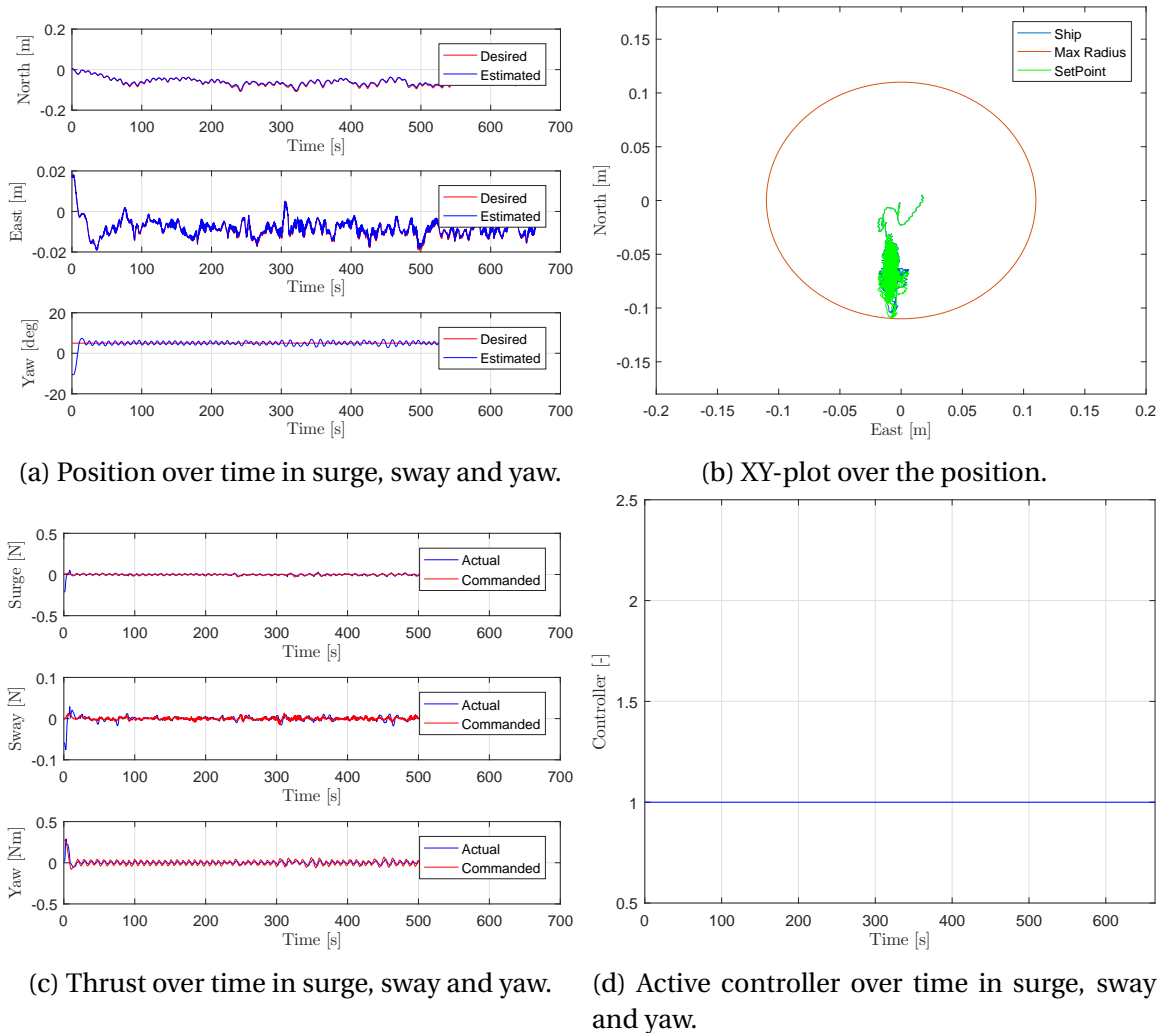 0.2
0
-0.2
North [m]
Desired
Estimated
0 100 200 300 400 500 600 700
Time [s]
0.02
0
-0.02
East [m]
Desired
Estimated
0 100 200 300 400 500 600 700
Time [s]
20
0
-20
Yaw [deg]
Desired
Estimated
0 100 200 300 400 500 600 700
Time [s]
(a) Position over time in surge, sway and yaw.
0.15
0.1
0.05
0
-0.05
-0.1
-0.15
North [m]
Ship
Max Radius
SetPoint
-0.2 -0.15 -0.1 -0.05 0 0.05 0.1 0.15 0.2
East [m]
(b) XY-plot over the position.
0.5
0
-0.5
Surge [N]
Actual
Commanded
0 100 200 300 400 500 600 700
Time [s]
0.1
0
-0.1
Sway [N]
Actual
Commanded
0 100 200 300 400 500 600 700
Time [s]
0.5
0
-0.5
Yaw [Nm]
Actual
Commanded
0 100 200 300 400 500 600 700
Time [s]
(c) Thrust over time in surge, sway and yaw.
2.5
2
1.5
1
0.5
Controller [-]
0 100 200 300 400 500 600
Time [s]
(d) Active controller over time in surge, sway
and yaw.